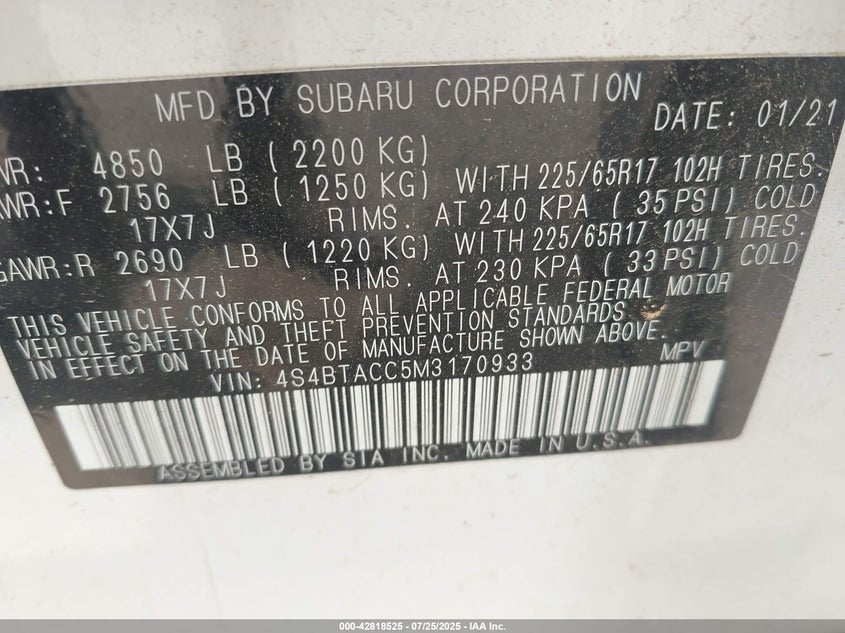 MFD BY SUBARU CORPORATION DATE: 01/21
WR: 4850 LB ( 2200 KG)
AWR:F 2756 LB ( 1250 KG) WITH 225/65R17 102H TIRES.
17X7J RIMS. AT 240 KPA ( 35 PSI) COLD
GAWR:R 2690 LB ( 1220 KG) WITH 225/65R17 102H TIRES.
17X7J RIMS. AT 230 KPA ( 33 PSI) COLD
THIS VEHICLE CONFORMS TO ALL APPLICABLE FEDERAL MOTOR
VEHICLE SAFETY AND THEFT PREVENTION STANDARDS
IN EFFECT ON THE DATE OF MANUFACTURE SHOWN ABOVE.
VIN: 4S4BTACC5M3170933 MPV
ASSEMBLED BY SIA INC. MADE IN U.S.A.
000-42818525 - 07/25/2025 - IAA Inc.